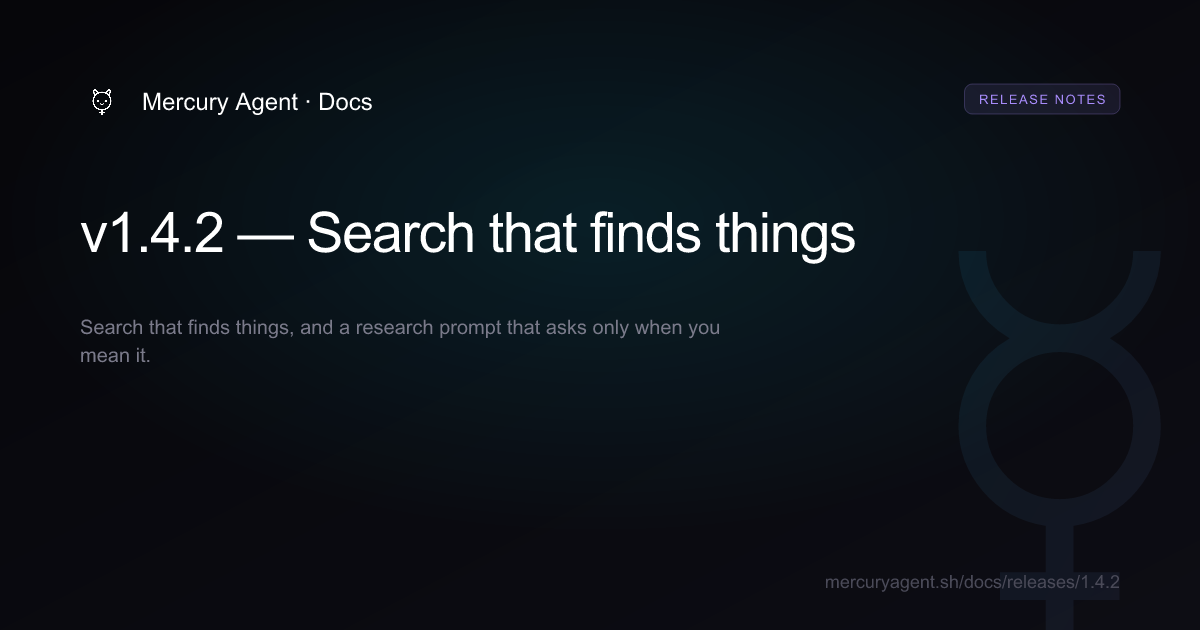 Mercury Agent · Docs
RELEASE NOTES
v1.4.2 — Search that finds things
Search that finds things, and a research prompt that asks only when you
mean it.
mercuryagent.sh/docs/releases/1.4.2